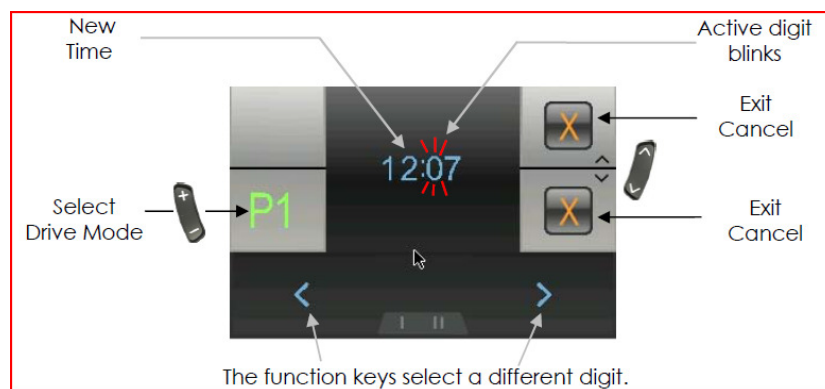 New
Time
Active digit
blinks
Exit
Cancel
12:07
Select
Drive Mode
+
-
P1
X
X
Exit
Cancel
< >
I II
The function keys select a different digit.